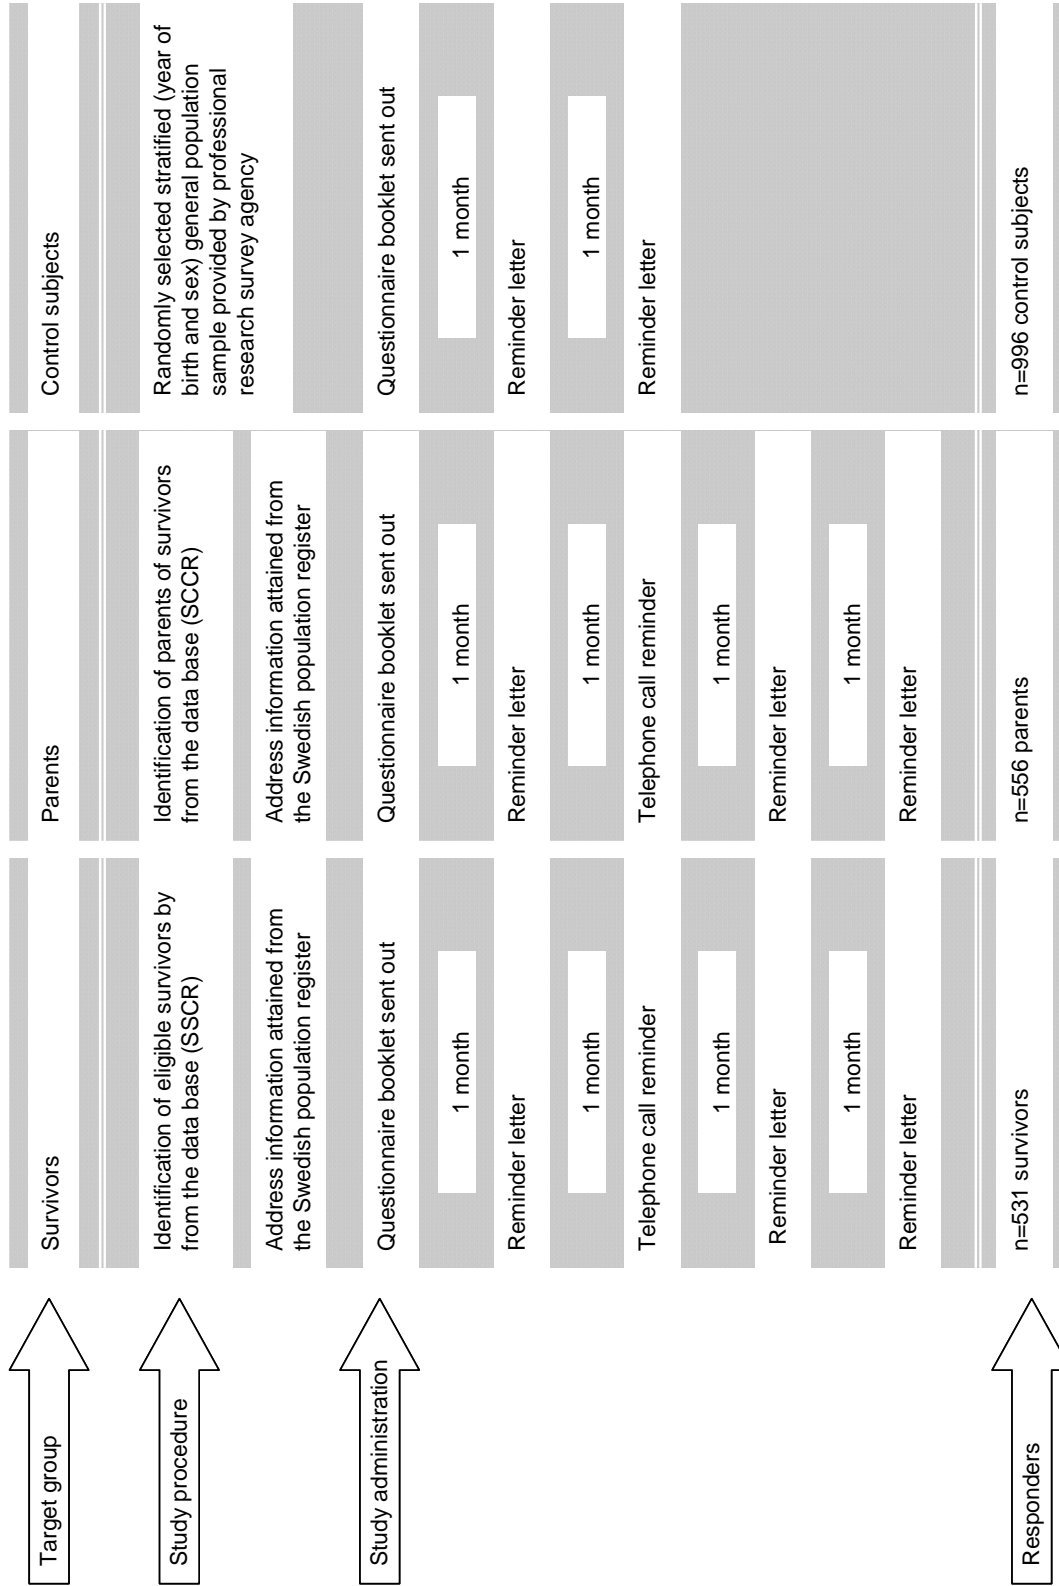 Target group
Survivors
Parents
Control subjects
Study procedure
Identification of eligible survivors by
from the data base (SSCR)
Identification of parents of survivors
from the data base (SCCR)
Randomly selected stratified (year of
birth and sex) general population
sample provided by professional
research survey agency
Address information attained from
the Swedish population register
Address information attained from
the Swedish population register
Study administration
Questionnaire booklet sent out
Questionnaire booklet sent out
Questionnaire booklet sent out
1 month
1 month
1 month
Reminder letter
Reminder letter
Reminder letter
1 month
1 month
1 month
Telephone call reminder
Telephone call reminder
Reminder letter
1 month
1 month
Reminder letter
Reminder letter
1 month
1 month
Reminder letter
Reminder letter
Responders
n=531 survivors
n=556 parents
n=996 control subjects